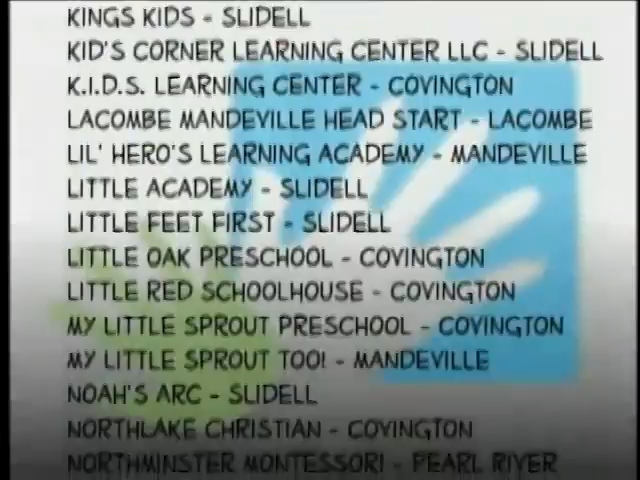 KINGS KIDS - SLIDELL
KID'S CORNER LEARNING CENTER LLC - SLIDELL
K.I.D.S. LEARNING CENTER - COVINGTON
LACOMBE MANDEVILLE HEAD START - LACOMBE
LIL' HERO'S LEARNING ACADEMY - MANDEVILLE
LITTLE ACADEMY - SLIDELL
LITTLE FEET FIRST - SLIDELL
LITTLE OAK PRESCHOOL - COVINGTON
LITTLE RED SCHOOLHOUSE - COVINGTON
MY LITTLE SPROUT PRESCHOOL - COVINGTON
MY LITTLE SPROUT TOO! - MANDEVILLE
NOAH'S ARC - SLIDELL
NORTHLAKE CHRISTIAN - COVINGTON
NORTHMINSTER MONTESSORI - PEARL RIVER